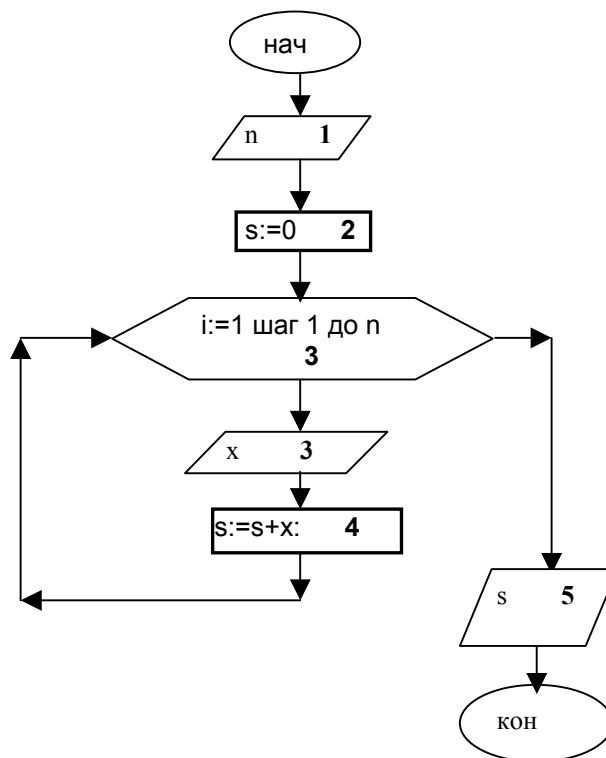 нач
n 1
s:=0 2
i:=1 шаг 1 до n
3
x 3
s:=s+x: 4
s 5
кон